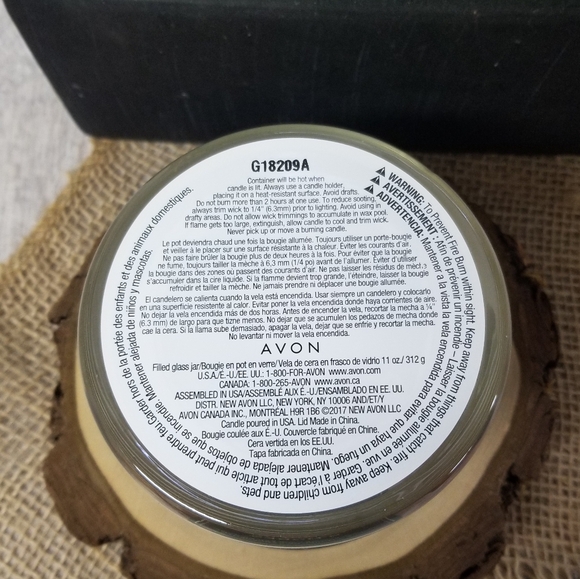 G18209A
Container will be hot when
candle is lit. Always use a candle holder,
placing it on a heat-resistant surface. Avoid drafts.
Do not burn more than 2 hours at one use. To reduce sooting,
always trim wick to 1/4" (6.3mm) prior to lighting. Avoid using in
drafty areas. Do not allow wick trimmings to accumulate in wax pool.
If flame gets too large, extinguish, allow candle to cool and trim wick.
Never pick up or move a burning candle.
Le pot deviendra chaud une fois la bougie allumée. Toujours utiliser un porte-bougie
et veiller à le placer sur une surface résistante à la chaleur. Éviter les courants d'air.
Ne pas faire brûler la bougie plus de deux heures à la fois. Pour éviter que la bougie
ne fume, toujours tailler la mèche à 6,3 mm (1/4 po) avant de l'allumer. Éviter d'utiliser
la bougie dans des zones où passent des courants d'air. Ne pas laisser les résidus de mèche
s'accumuler dans la cire liquide. Si la flamme devient trop grande, l'éteindre, laisser
refroidir et tailler la mèche. Ne jamais prendre ni déplacer une bougie allumée.
El candelero se calienta cuando la vela está encendida. Usar siempre un candelero y colocarlo
en una superficie resistente al calor. Evitar poner la vela encendida donde haya corrientes de aire.
No dejar la vela encendida más de dos horas. Antes de encender la vela, recortar la mecha a ¼"
(6.3 mm) de largo para que tizne menos. No dejar que se acumulen los pedazos de mecha donde
cae la cera. Si la llama sube demasiado, apagar la vela, dejar que se enfríe y recortar la mecha.
No levantar ni mover la vela encendida.
AVON
Filled glass jar/Bougie en pot en verre/Vela de cera en frasco de vidrio 11 oz./ 312 g
U.S.A./É.-U./EE. UU.: 1-800-FOR-AVON www.avon.com
CANADA: 1-800-265-AVON www.avon.ca
ASSEMBLED IN USA/ASSEMBLÉ AUX É.-U/ENSAMBLADO EN EE. UU.
DISTR. NEW AVON LLC, NEW YORK, NY 10006 AND/ET/Y
AVON CANADA INC., MONTRÉAL H9R 1B6 ©2017 NEW AVON LLC
Candle poured in USA. Lid Made in China.
Bougie coulée aux É.-U. Couvercle fabriqué en Chine.
Cera vertida en los EE.UU.
Tapa fabricada en China.
WARNING: To Prevent Fire Burn within sight. Keep away from things that catch fire. Keep away from children and pets.
AVERTISSEMENT : Afin de prévenir un incendie – Laisser la bougie allumée en vue. Garder à l'écart de tout article qui peut prendre feu. Garder hors de la portée des enfants et des animaux domestiques.
ADVERTENCIA: Mantener a la vista la vela encendida para evitar que haya un fuego. Mantener alejada de objetos que se incendie. Mantener alejada de niños y mascotas.